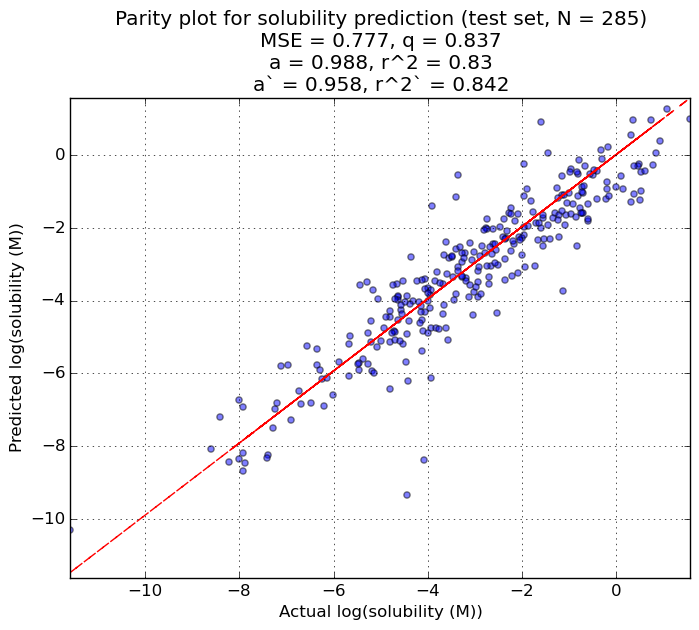 Parity plot for solubility prediction (test set, N = 285)
MSE = 0.777, q = 0.837
a = 0.988, r^2 = 0.83
a` = 0.958, r^2` = 0.842
0
−2
−4
−6
−8
−10
Predicted log(solubility (M))
−10 −8 −6 −4 −2 0
Actual log(solubility (M))